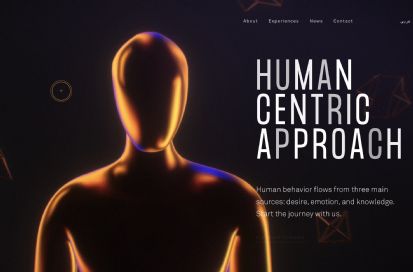 About Experiences News Contact
HUMAN
CENTRIC
APPROACH
Human behavior flows from three main
sources: desire, emotion, and knowledge.
Start the journey with us.